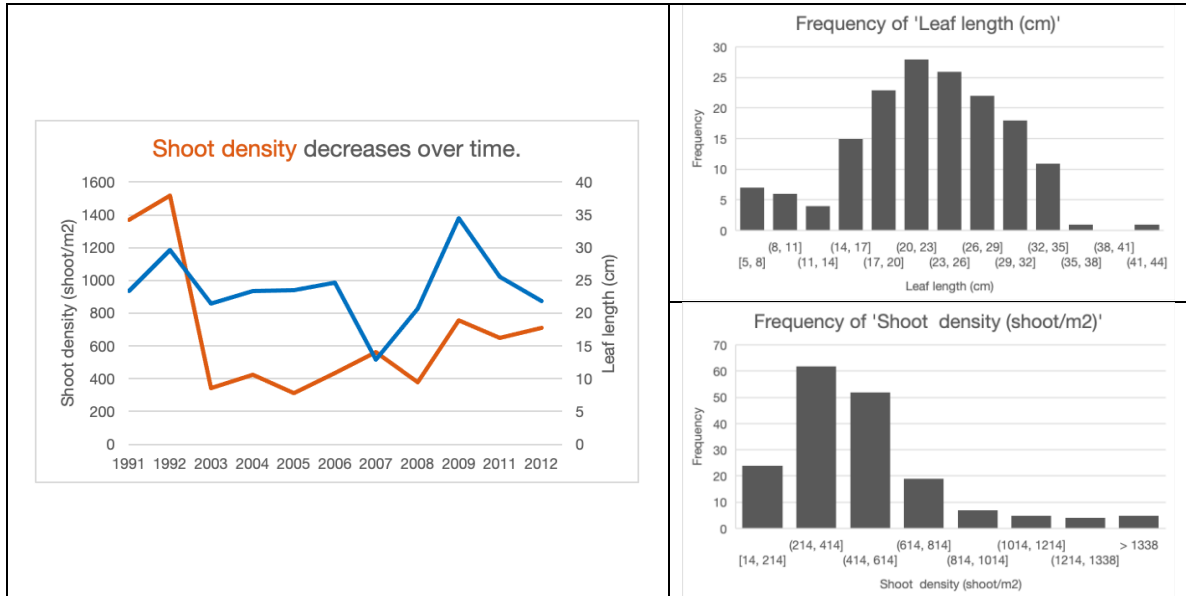 Shoot density decreases over time.
1600
1400
1200
1000
800
600
400
200
0
Shoot density (shoot/m2)
40
35
30
25
20
15
10
5
0
Leaf length (cm)
1991 1992 2003 2004 2005 2006 2007 2008 2009 2011 2012
Frequency of 'Leaf length (cm)'
30
25
20
15
10
5
0
Frequency
(8, 11] (14, 17] (20, 23] (26, 29] (32, 35] (38, 41]
[5, 8] (11, 14] (17, 20] (23, 26] (29, 32] (35, 38] (41, 44]
Leaf length (cm)
Frequency of 'Shoot  density (shoot/m2)'
70
60
50
40
30
20
10
0
Frequency
(214, 414] (614, 814] (1014, 1214] > 1338
[14, 214] (414, 614] (814, 1014] (1214, 1338]
Shoot  density (shoot/m2)